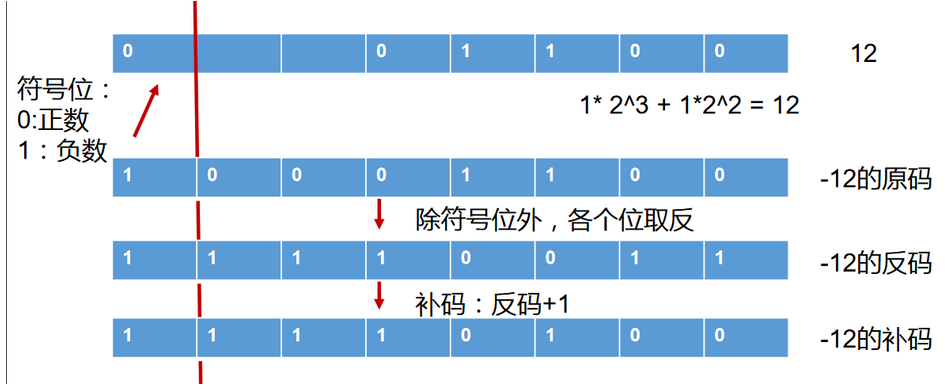 0 0 1 1 0 0 12
符号位：
0:正数
1：负数
1* 2^3 + 1*2^2 = 12
1 0 0 0 1 1 0 0 -12的原码
除符号位外，各个位取反
1 1 1 1 0 0 1 1 -12的反码
补码：反码+1
1 1 1 1 0 1 0 0 -12的补码